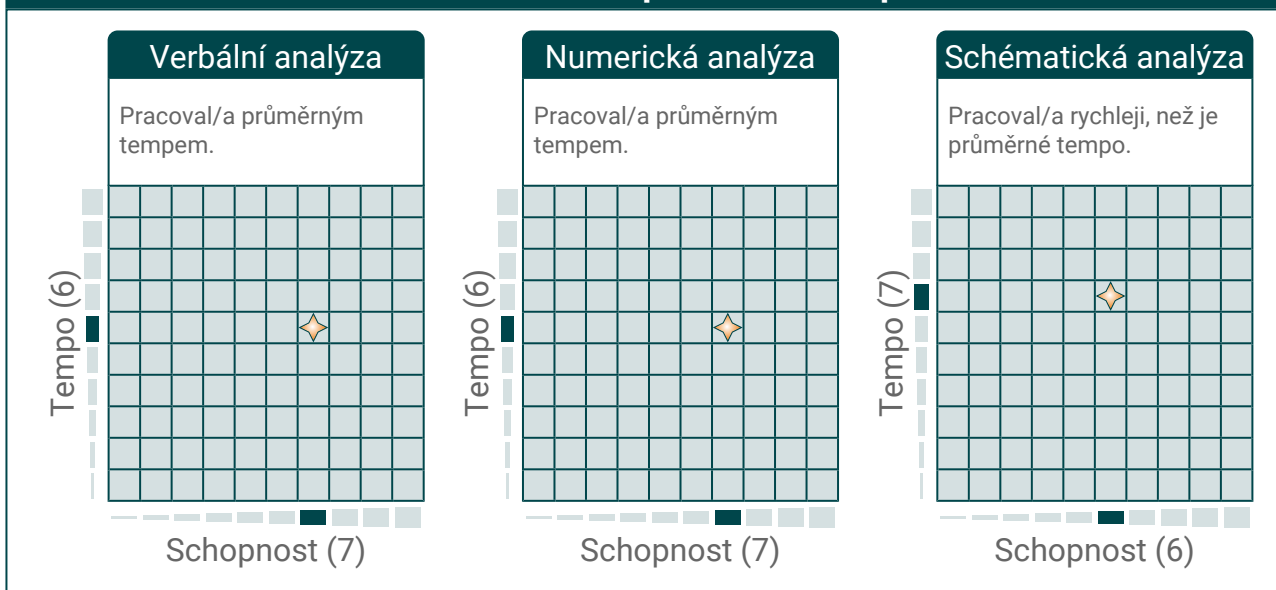 Verbální analýza
Pracoval/a průměrným
tempem.
Tempo (6)
Schopnost (7)
Numerická analýza
Pracoval/a průměrným
tempem.
Tempo (6)
Schopnost (7)
Schématická analýza
Pracoval/a rychleji, než je
průměrné tempo.
Tempo (7)
Schopnost (6)